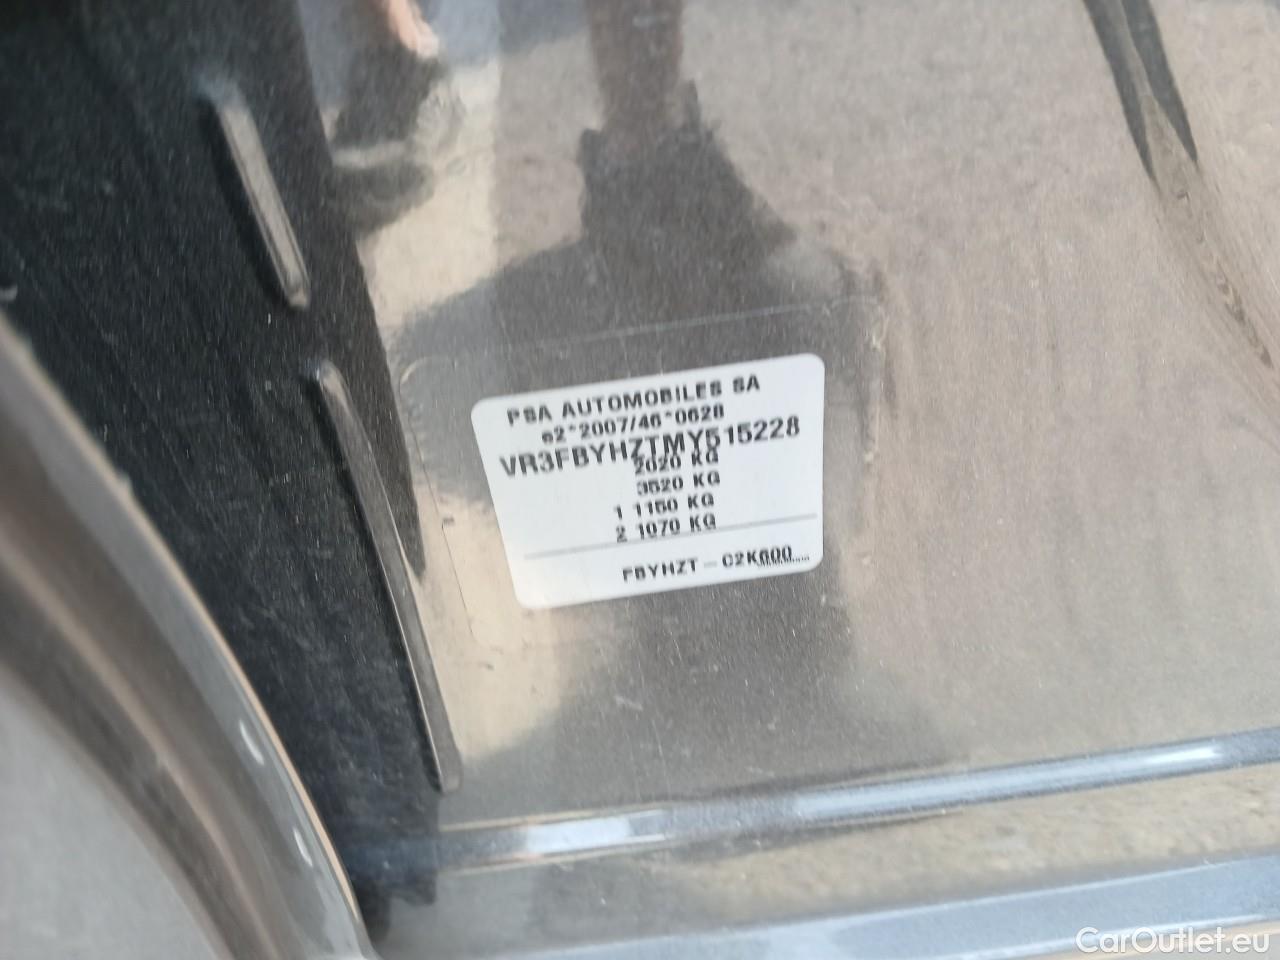 PSA AUTOMOBILES SA
e2*2007/46*0628
VR3FBYHZTMY515228
2020 KG
3520 KG
1 1150 KG
2 1070 KG
FBYHZT - C2K600
CarOutlet.eu